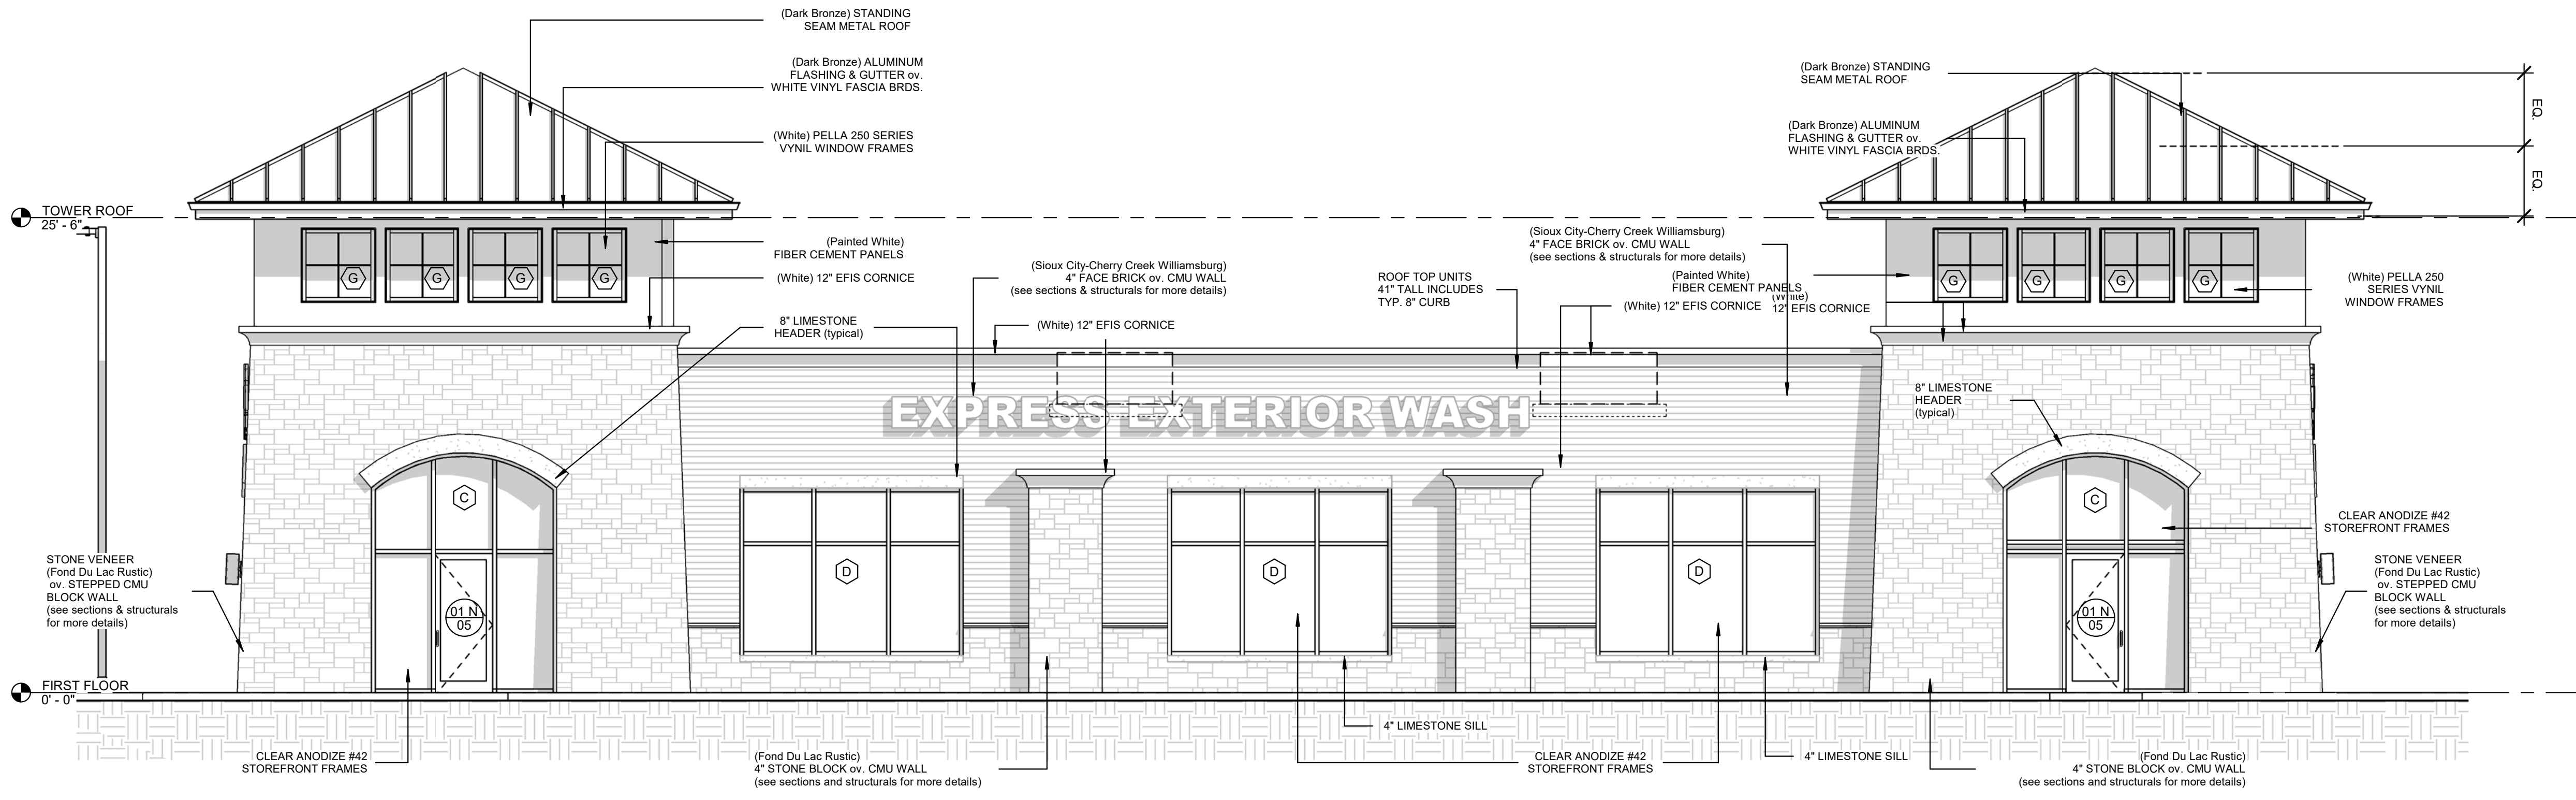 (Dark Bronze) STANDING
SEAM METAL ROOF
(Dark Bronze) ALUMINUM
FLASHING & GUTTER ov.
WHITE VINYL FASCIA BRDS.
(White) PELLA 250 SERIES
VYNIL WINDOW FRAMES
(Dark Bronze) STANDING
SEAM METAL ROOF
(Dark Bronze) ALUMINUM
FLASHING & GUTTER ov.
WHITE VINYL FASCIA BRDS.
EQ.
EQ.
TOWER ROOF
25' - 6"
G
G
G
G
(Painted White)
FIBER CEMENT PANELS
(White) 12" EFIS CORNICE
(Sioux City-Cherry Creek Williamsburg)
4" FACE BRICK ov. CMU WALL
(see sections & structurals for more details)
8" LIMESTONE
HEADER (typical)
(White) 12" EFIS CORNICE
ROOF TOP UNITS
41" TALL INCLUDES
TYP. 8" CURB
(Sioux City-Cherry Creek Williamsburg)
4" FACE BRICK ov. CMU WALL
(see sections & structurals for more details)
(Painted White)
FIBER CEMENT PANELS
(White) 12" EFIS CORNICE
(White)
12" EFIS CORNICE
G
G
G
G
(White) PELLA 250
SERIES VYNIL
WINDOW FRAMES
EXPRESS EXTERIOR WASH
8" LIMESTONE
HEADER
(typical)
C
C
CLEAR ANODIZE #42
STOREFRONT FRAMES
STONE VENEER
(Fond Du Lac Rustic)
ov. STEPPED CMU
BLOCK WALL
(see sections & structurals
for more details)
D
D
D
STONE VENEER
(Fond Du Lac Rustic)
ov. STEPPED CMU
BLOCK WALL
(see sections & structurals
for more details)
01 N
05
01 N
05
FIRST FLOOR
0' - 0"
CLEAR ANODIZE #42
STOREFRONT FRAMES
(Fond Du Lac Rustic)
4" STONE BLOCK ov. CMU WALL
(see sections and structurals for more details)
4" LIMESTONE SILL
CLEAR ANODIZE #42
STOREFRONT FRAMES
4" LIMESTONE SILL
(Fond Du Lac Rustic)
4" STONE BLOCK ov. CMU WALL
(see sections and structurals for more details)